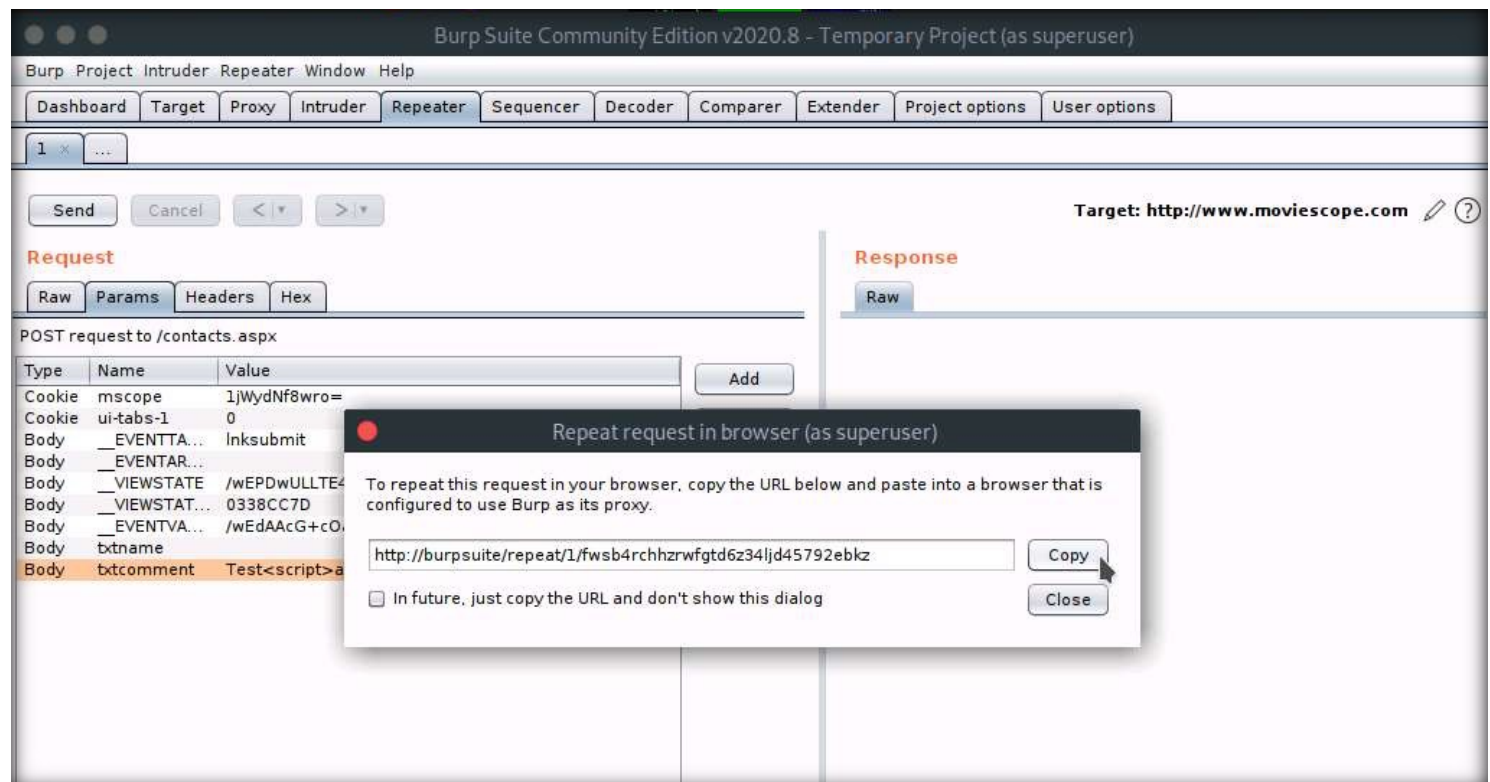 Burp Suite Community Edition v2020.8 - Temporary Project (as superuser)
Burp Project Intruder Repeater Window Help
Dashboard Target Proxy Intruder Repeater Sequencer Decoder Comparer Extender Project options User options
1 × ...
Send Cancel < > Target: http://www.moviescope.com ?
Request
Response
Raw Params Headers Hex
Raw
POST request to /contacts.aspx
Type Name Value
Add
Cookie mscope 1jWydNf8wro=
Cookie ui-tabs-1 0
Body __EVENTTA... lnksubmit
Body __EVENTAR...
Body __VIEWSTATE /wEPDwULLTE4
Body __VIEWSTAT... 0338CC7D
Body __EVENTVA... /wEdAAcG+cO
Body txtname
Body txtcomment Test<script>a
Repeat request in browser (as superuser)
To repeat this request in your browser, copy the URL below and paste into a browser that is
configured to use Burp as its proxy.
http://burpsuite/repeat/1/fwsb4rchhzrwfgtd6z34ljd45792ebkz Copy
In future, just copy the URL and don't show this dialog Close